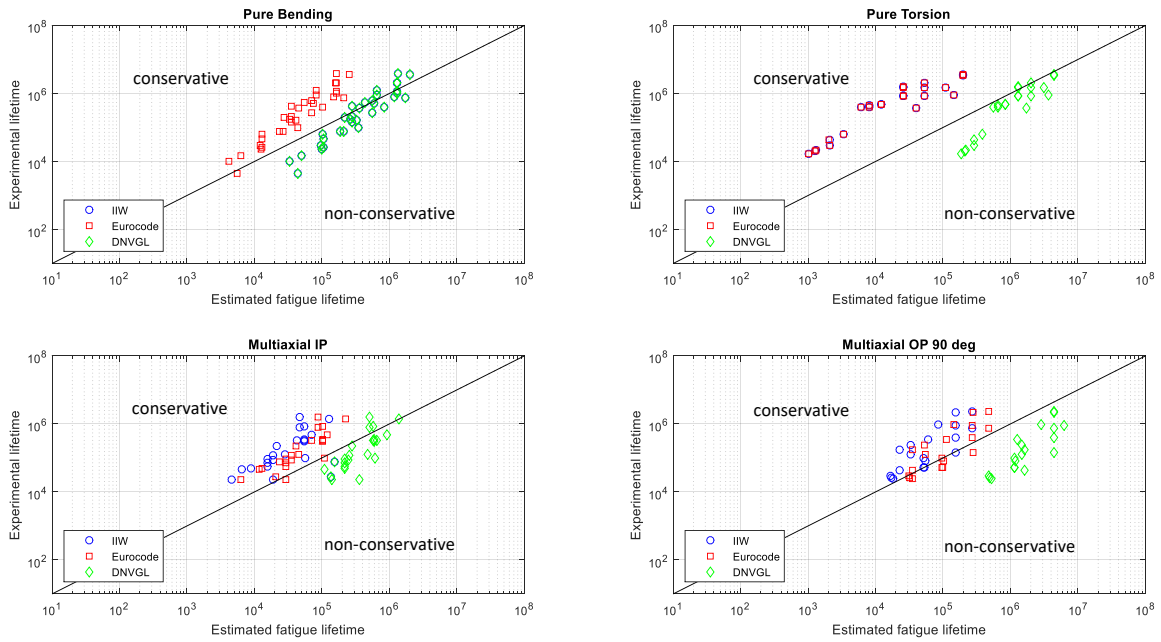 Pure Bending
10^8
10^6
10^4
10^2
Experimental lifetime
conservative
non-conservative
IIW
Eurocode
DNVGL
10^1 10^2 10^3 10^4 10^5 10^6 10^7 10^8
Estimated fatigue lifetime
Pure Torsion
10^8
10^6
10^4
10^2
Experimental lifetime
conservative
non-conservative
IIW
Eurocode
DNVGL
10^1 10^2 10^3 10^4 10^5 10^6 10^7 10^8
Estimated fatigue lifetime
Multiaxial IP
10^8
10^6
10^4
10^2
Experimental lifetime
conservative
non-conservative
IIW
Eurocode
DNVGL
10^1 10^2 10^3 10^4 10^5 10^6 10^7 10^8
Estimated fatigue lifetime
Multiaxial OP 90 deg
10^8
10^6
10^4
10^2
Experimental lifetime
conservative
non-conservative
IIW
Eurocode
DNVGL
10^1 10^2 10^3 10^4 10^5 10^6 10^7 10^8
Estimated fatigue lifetime